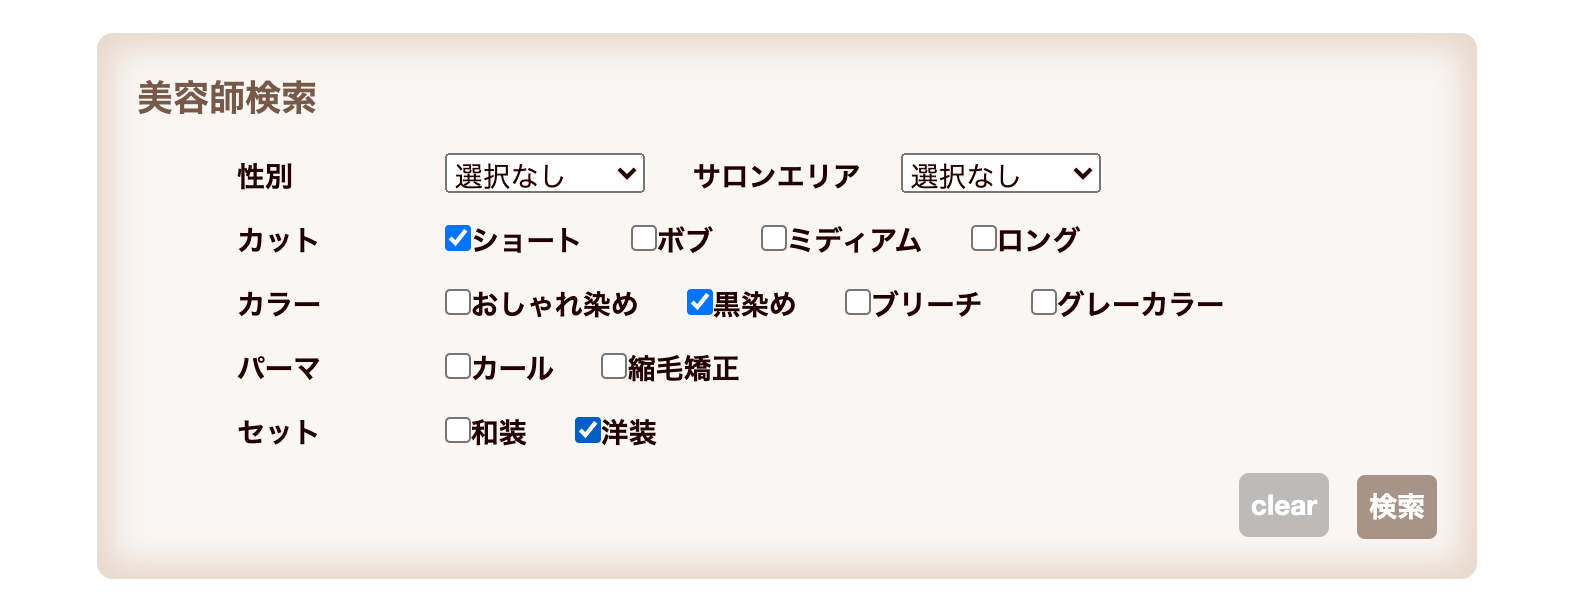 美容師検索
性別 選択なし サロンエリア 選択なし
カット ショート ボブ ミディアム ロング
カラー おしゃれ染め 黒染め ブリーチ グレーカラー
パーマ カール 縮毛矯正
セット 和装 洋装
clear 検索